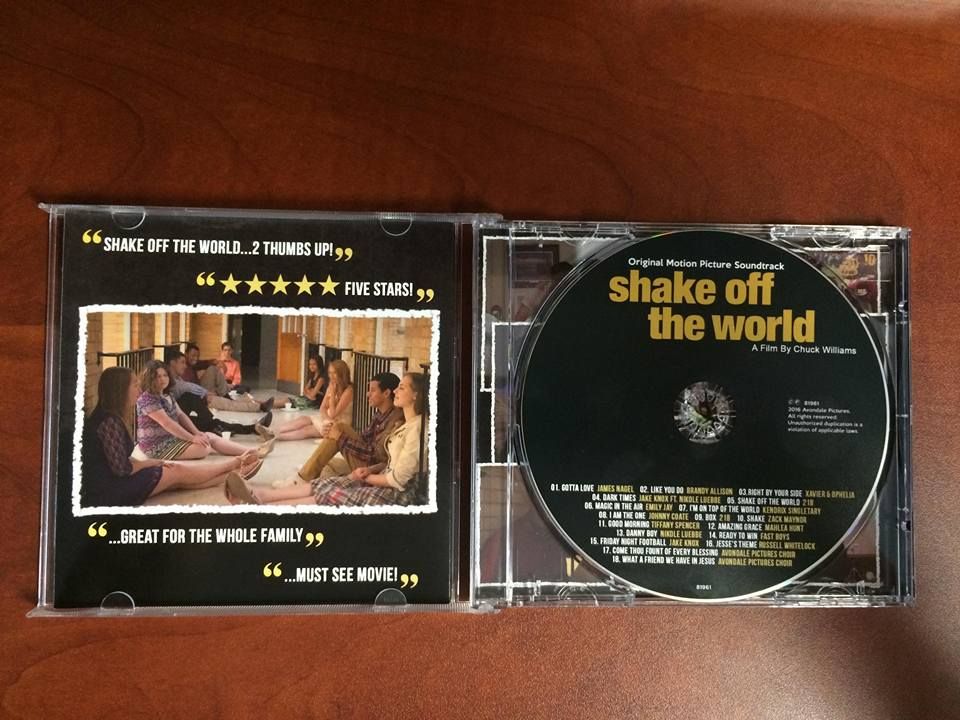 “SHAKE OFF THE WORLD...2 THUMBS UP!”
“★★★★★ FIVE STARS!”
“...GREAT FOR THE WHOLE FAMILY”
“...MUST SEE MOVIE!”
Original Motion Picture Soundtrack
shake off
the world
A Film By Chuck Williams
©℗ 81961
2016 Avondale Pictures.
All rights reserved.
Unauthorized duplication is a
violation of applicable laws
01. GOTTA LOVE JAMES NAGEL 02. LIKE YOU DO BRANDY ALLISON 03.RIGHT BY YOUR SIDE XAVIER & OPHELIA
04. DARK TIMES JAKE KNOX FT. NIKOLE LUEBBE 05. SHAKE OFF THE WORLD 21B
06. MAGIC IN THE AIR EMILY JAY 07. I'M ON TOP OF THE WORLD KENDRIX SINGLETARY
08. I AM THE ONE JOHNNY COATE 09. BOX 21B 10. SHAKE ZACK MAYNOR
11. GOOD MORNING TIFFANY SPENCER 12. AMAZING GRACE MAHLEA HUNT
13. DANNY BOY NIKOLE LUEBBE 14. READY TO WIN FAST BOYS
15. FRIDAY NIGHT FOOTBALL JAKE KNOX 16. JESSE'S THEME RUSSELL WHITELOCK
17. COME THOU FOUNT OF EVERY BLESSING AVONDALE PICTURES CHOIR
18. WHAT A FRIEND WE HAVE IN JESUS AVONDALE PICTURES CHOIR
81961